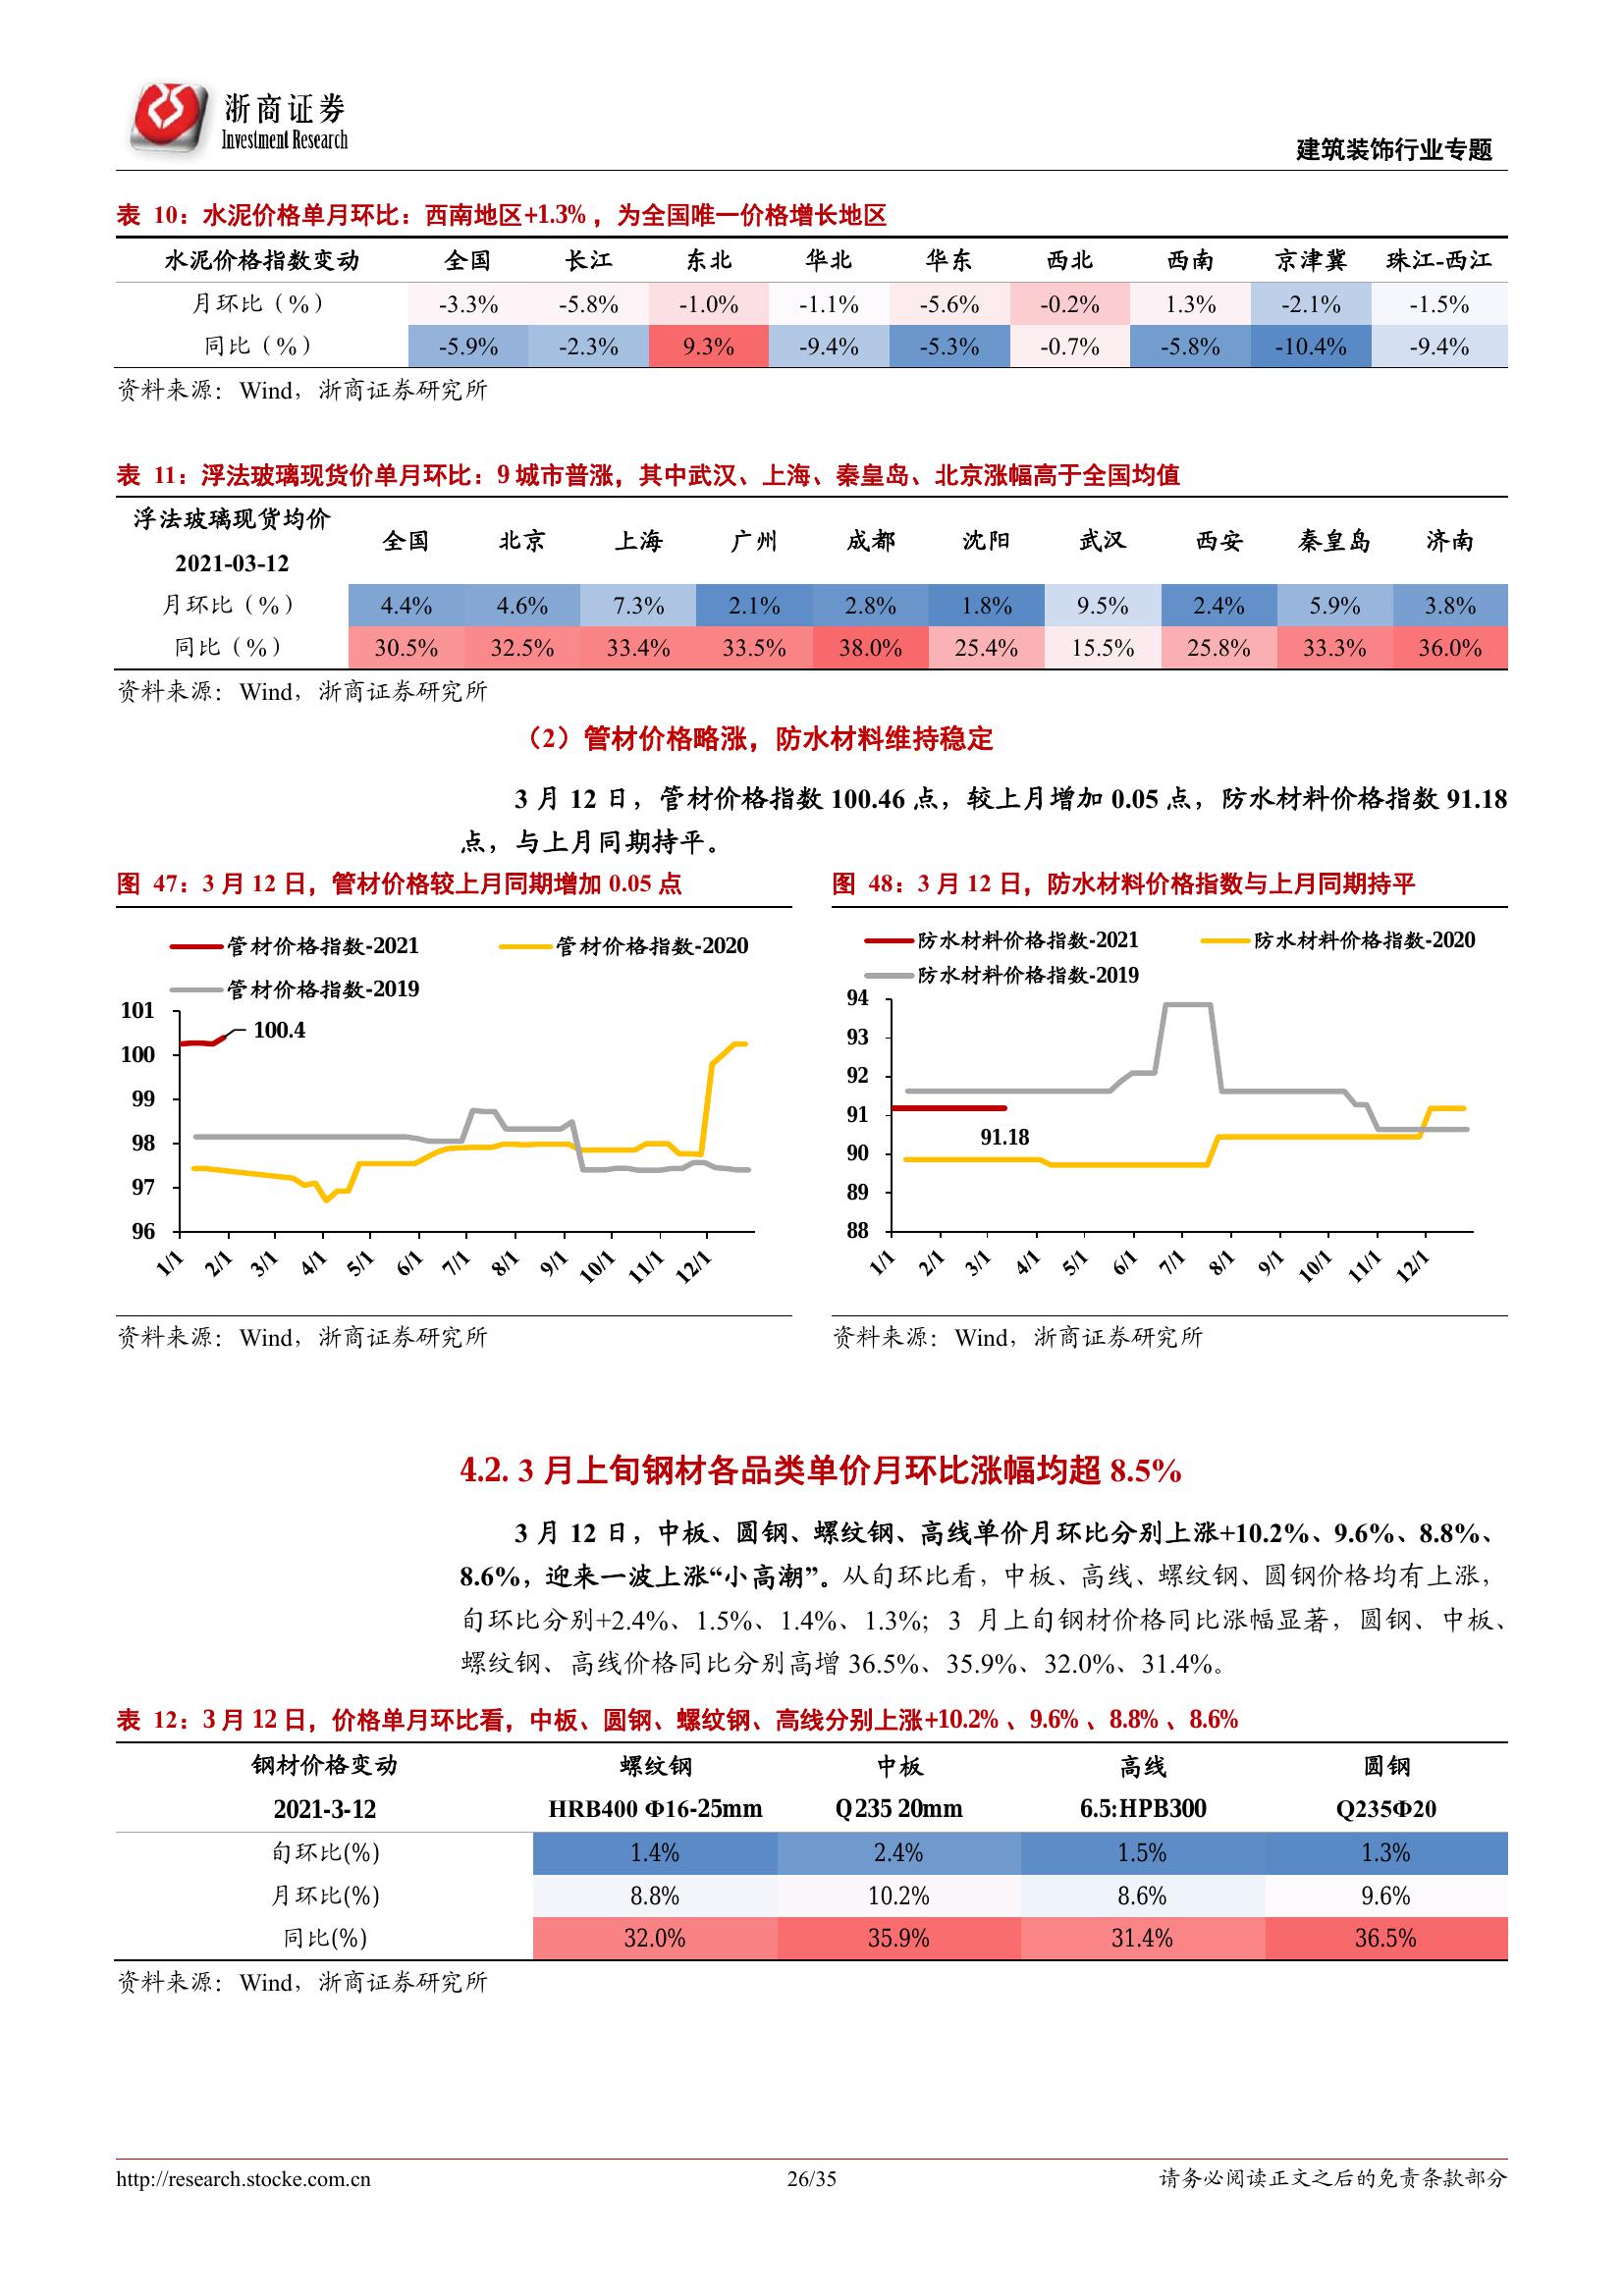 浙商证券
Investment Research
建筑装饰行业专题
表 10：水泥价格单月环比：西南地区+1.3%，为全国唯一价格增长地区
水泥价格指数变动 全国 长江 东北 华北 华东 西北 西南 京津冀 珠江-西江
月环比（%） -3.3% -5.8% -1.0% -1.1% -5.6% -0.2% 1.3% -2.1% -1.5%
同比（%） -5.9% -2.3% 9.3% -9.4% -5.3% -0.7% -5.8% -10.4% -9.4%
资料来源：Wind，浙商证券研究所
表 11：浮法玻璃现货价单月环比：9 城市普涨，其中武汉、上海、秦皇岛、北京涨幅高于全国均值
浮法玻璃现货均价
2021-03-12 全国 北京 上海 广州 成都 沈阳 武汉 西安 秦皇岛 济南
月环比（%） 4.4% 4.6% 7.3% 2.1% 2.8% 1.8% 9.5% 2.4% 5.9% 3.8%
同比（%） 30.5% 32.5% 33.4% 33.5% 38.0% 25.4% 15.5% 25.8% 33.3% 36.0%
资料来源：Wind，浙商证券研究所
（2）管材价格略涨，防水材料维持稳定
3 月 12 日，管材价格指数 100.46 点，较上月增加 0.05 点，防水材料价格指数 91.18
点，与上月同期持平。
图 47：3 月 12 日，管材价格较上月同期增加 0.05 点
管材价格指数-2021 管材价格指数-2020
管材价格指数-2019
101
100
99
98
97
96
100.4
1/1 2/1 3/1 4/1 5/1 6/1 7/1 8/1 9/1 10/1 11/1 12/1
资料来源：Wind，浙商证券研究所
图 48：3 月 12 日，防水材料价格指数与上月同期持平
防水材料价格指数-2021 防水材料价格指数-2020
防水材料价格指数-2019
94
93
92
91
90
89
88
91.18
1/1 2/1 3/1 4/1 5/1 6/1 7/1 8/1 9/1 10/1 11/1 12/1
资料来源：Wind，浙商证券研究所
4.2. 3 月上旬钢材各品类单价月环比涨幅均超 8.5%
3 月 12 日，中板、圆钢、螺纹钢、高线单价月环比分别上涨+10.2%、9.6%、8.8%、
8.6%，迎来一波上涨“小高潮”。从旬环比看，中板、高线、螺纹钢、圆钢价格均有上涨，
旬环比分别+2.4%、1.5%、1.4%、1.3%；3 月上旬钢材价格同比涨幅显著，圆钢、中板、
螺纹钢、高线价格同比分别高增 36.5%、35.9%、32.0%、31.4%。
表 12：3 月 12 日，价格单月环比看，中板、圆钢、螺纹钢、高线分别上涨+10.2%、9.6%、8.8%、8.6%
钢材价格变动 螺纹钢 中板 高线 圆钢
2021-3-12 HRB400 Φ16-25mm Q235 20mm 6.5:HPB300 Q235Φ20
旬环比(%) 1.4% 2.4% 1.5% 1.3%
月环比(%) 8.8% 10.2% 8.6% 9.6%
同比(%) 32.0% 35.9% 31.4% 36.5%
资料来源：Wind，浙商证券研究所
http://research.stocke.com.cn 26/35 请务必阅读正文之后的免责条款部分